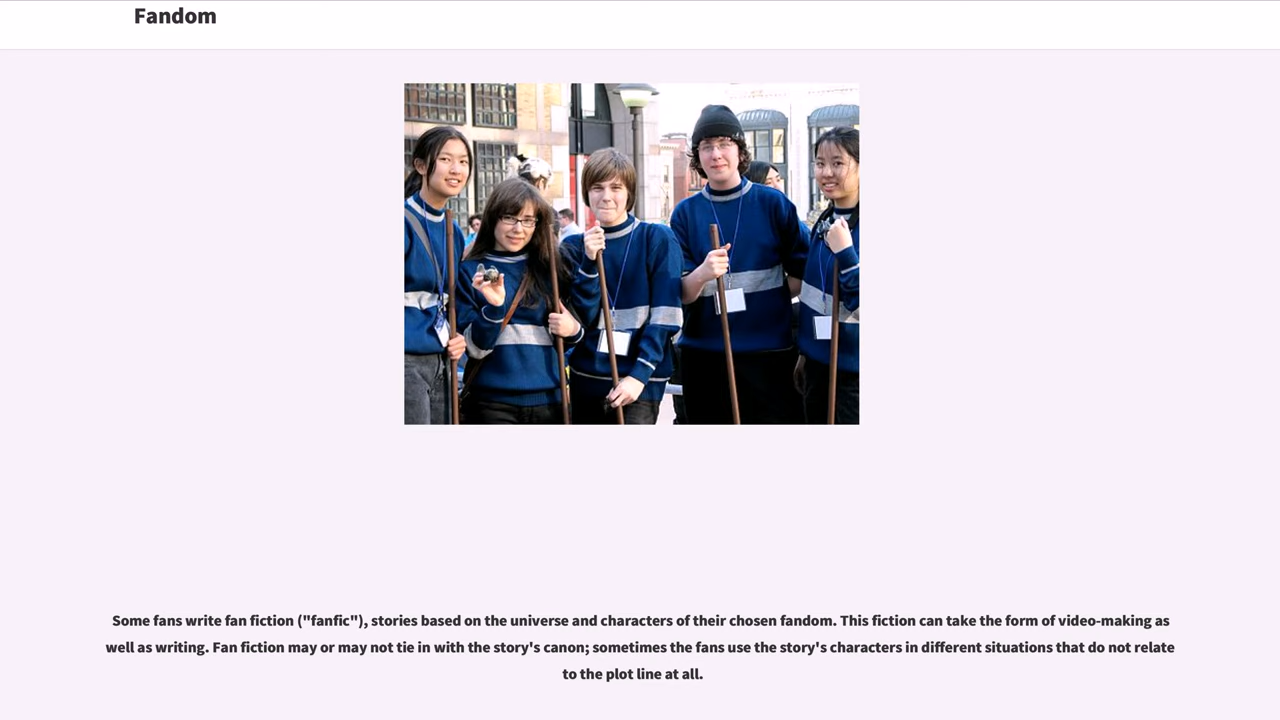 Fandom
Some fans write fan fiction ("fanfic"), stories based on the universe and characters of their chosen fandom. This fiction can take the form of video-making as
well as writing. Fan fiction may or may not tie in with the story's canon; sometimes the fans use the story's characters in different situations that do not relate
to the plot line at all.